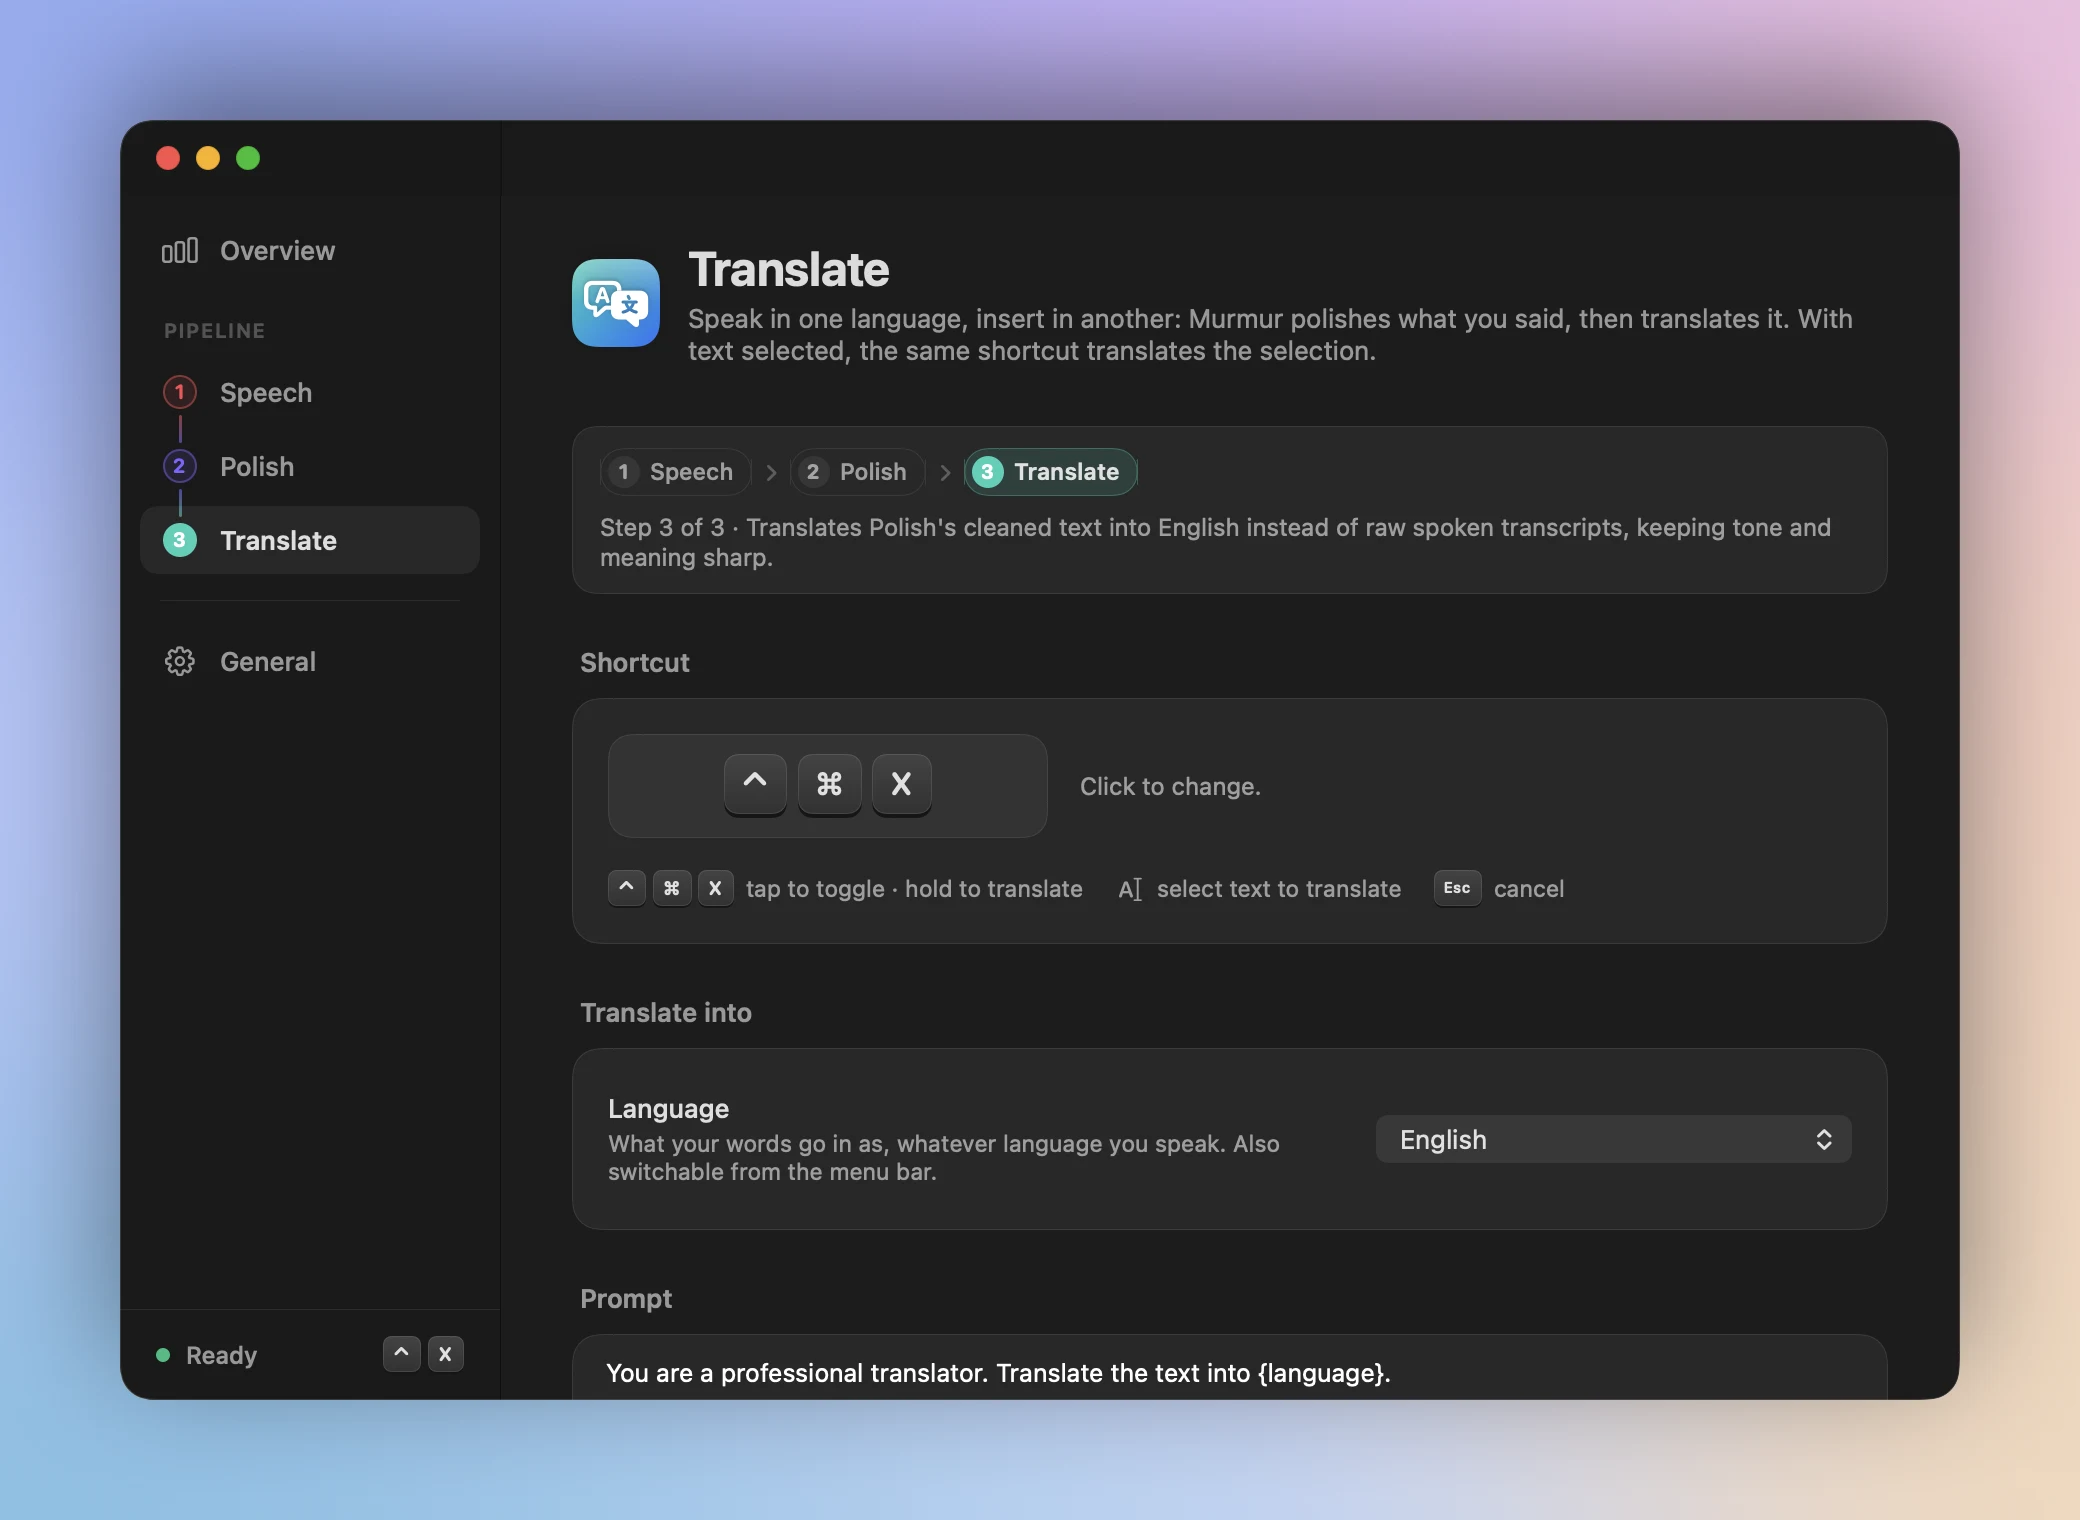 Overview
PIPELINE
1 Speech
2 Polish
3 Translate
General
Ready ^ X
A 文
Translate
Speak in one language, insert in another: Murmur polishes what you said, then translates it. With
text selected, the same shortcut translates the selection.
1 Speech > 2 Polish > 3 Translate
Step 3 of 3 · Translates Polish's cleaned text into English instead of raw spoken transcripts, keeping tone and
meaning sharp.
Shortcut
^ ⌘ X Click to change.
^ ⌘ X tap to toggle · hold to translate A select text to translate Esc cancel
Translate into
Language
What your words go in as, whatever language you speak. Also
switchable from the menu bar.
English
Prompt
You are a professional translator. Translate the text into {language}.